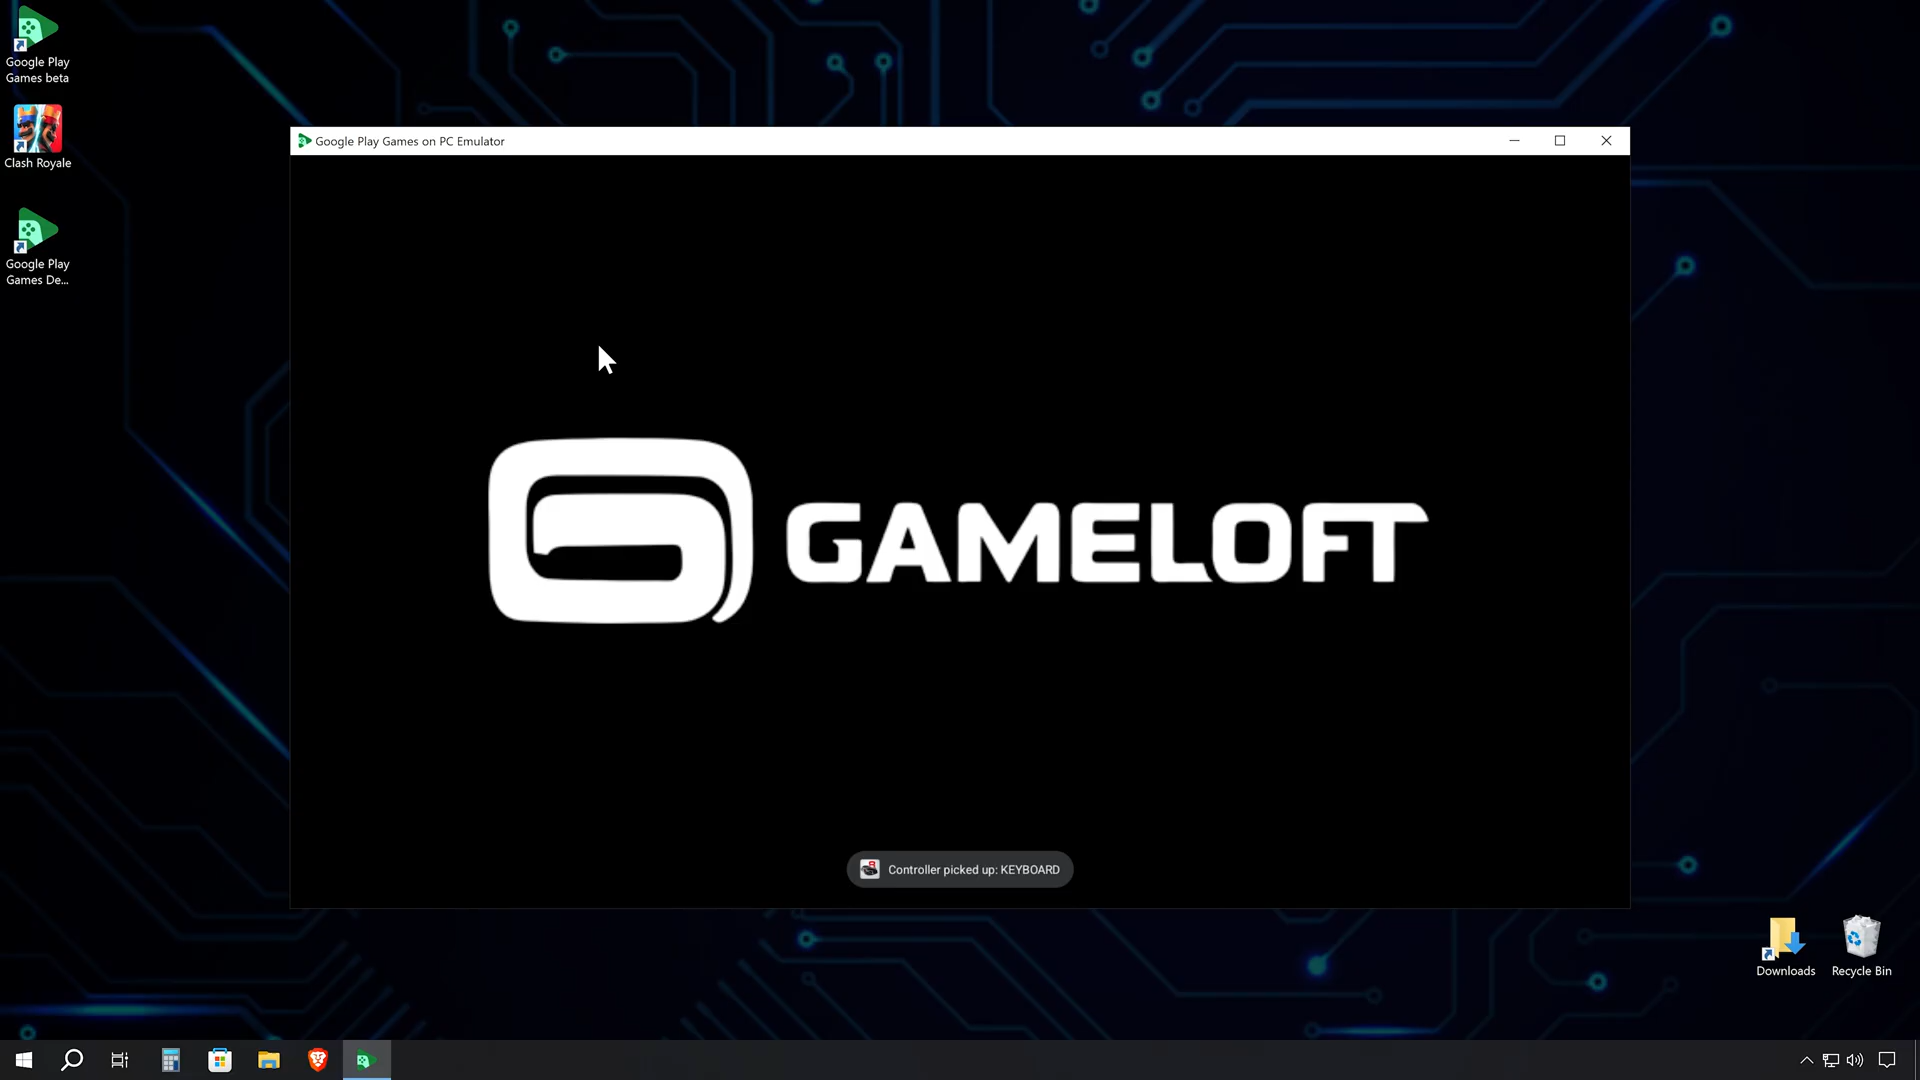 Google Play
Games beta
Clash Royale
Google Play
Games De...
Google Play Games on PC Emulator
GAMELOFT
Controller picked up: KEYBOARD
Downloads
Recycle Bin